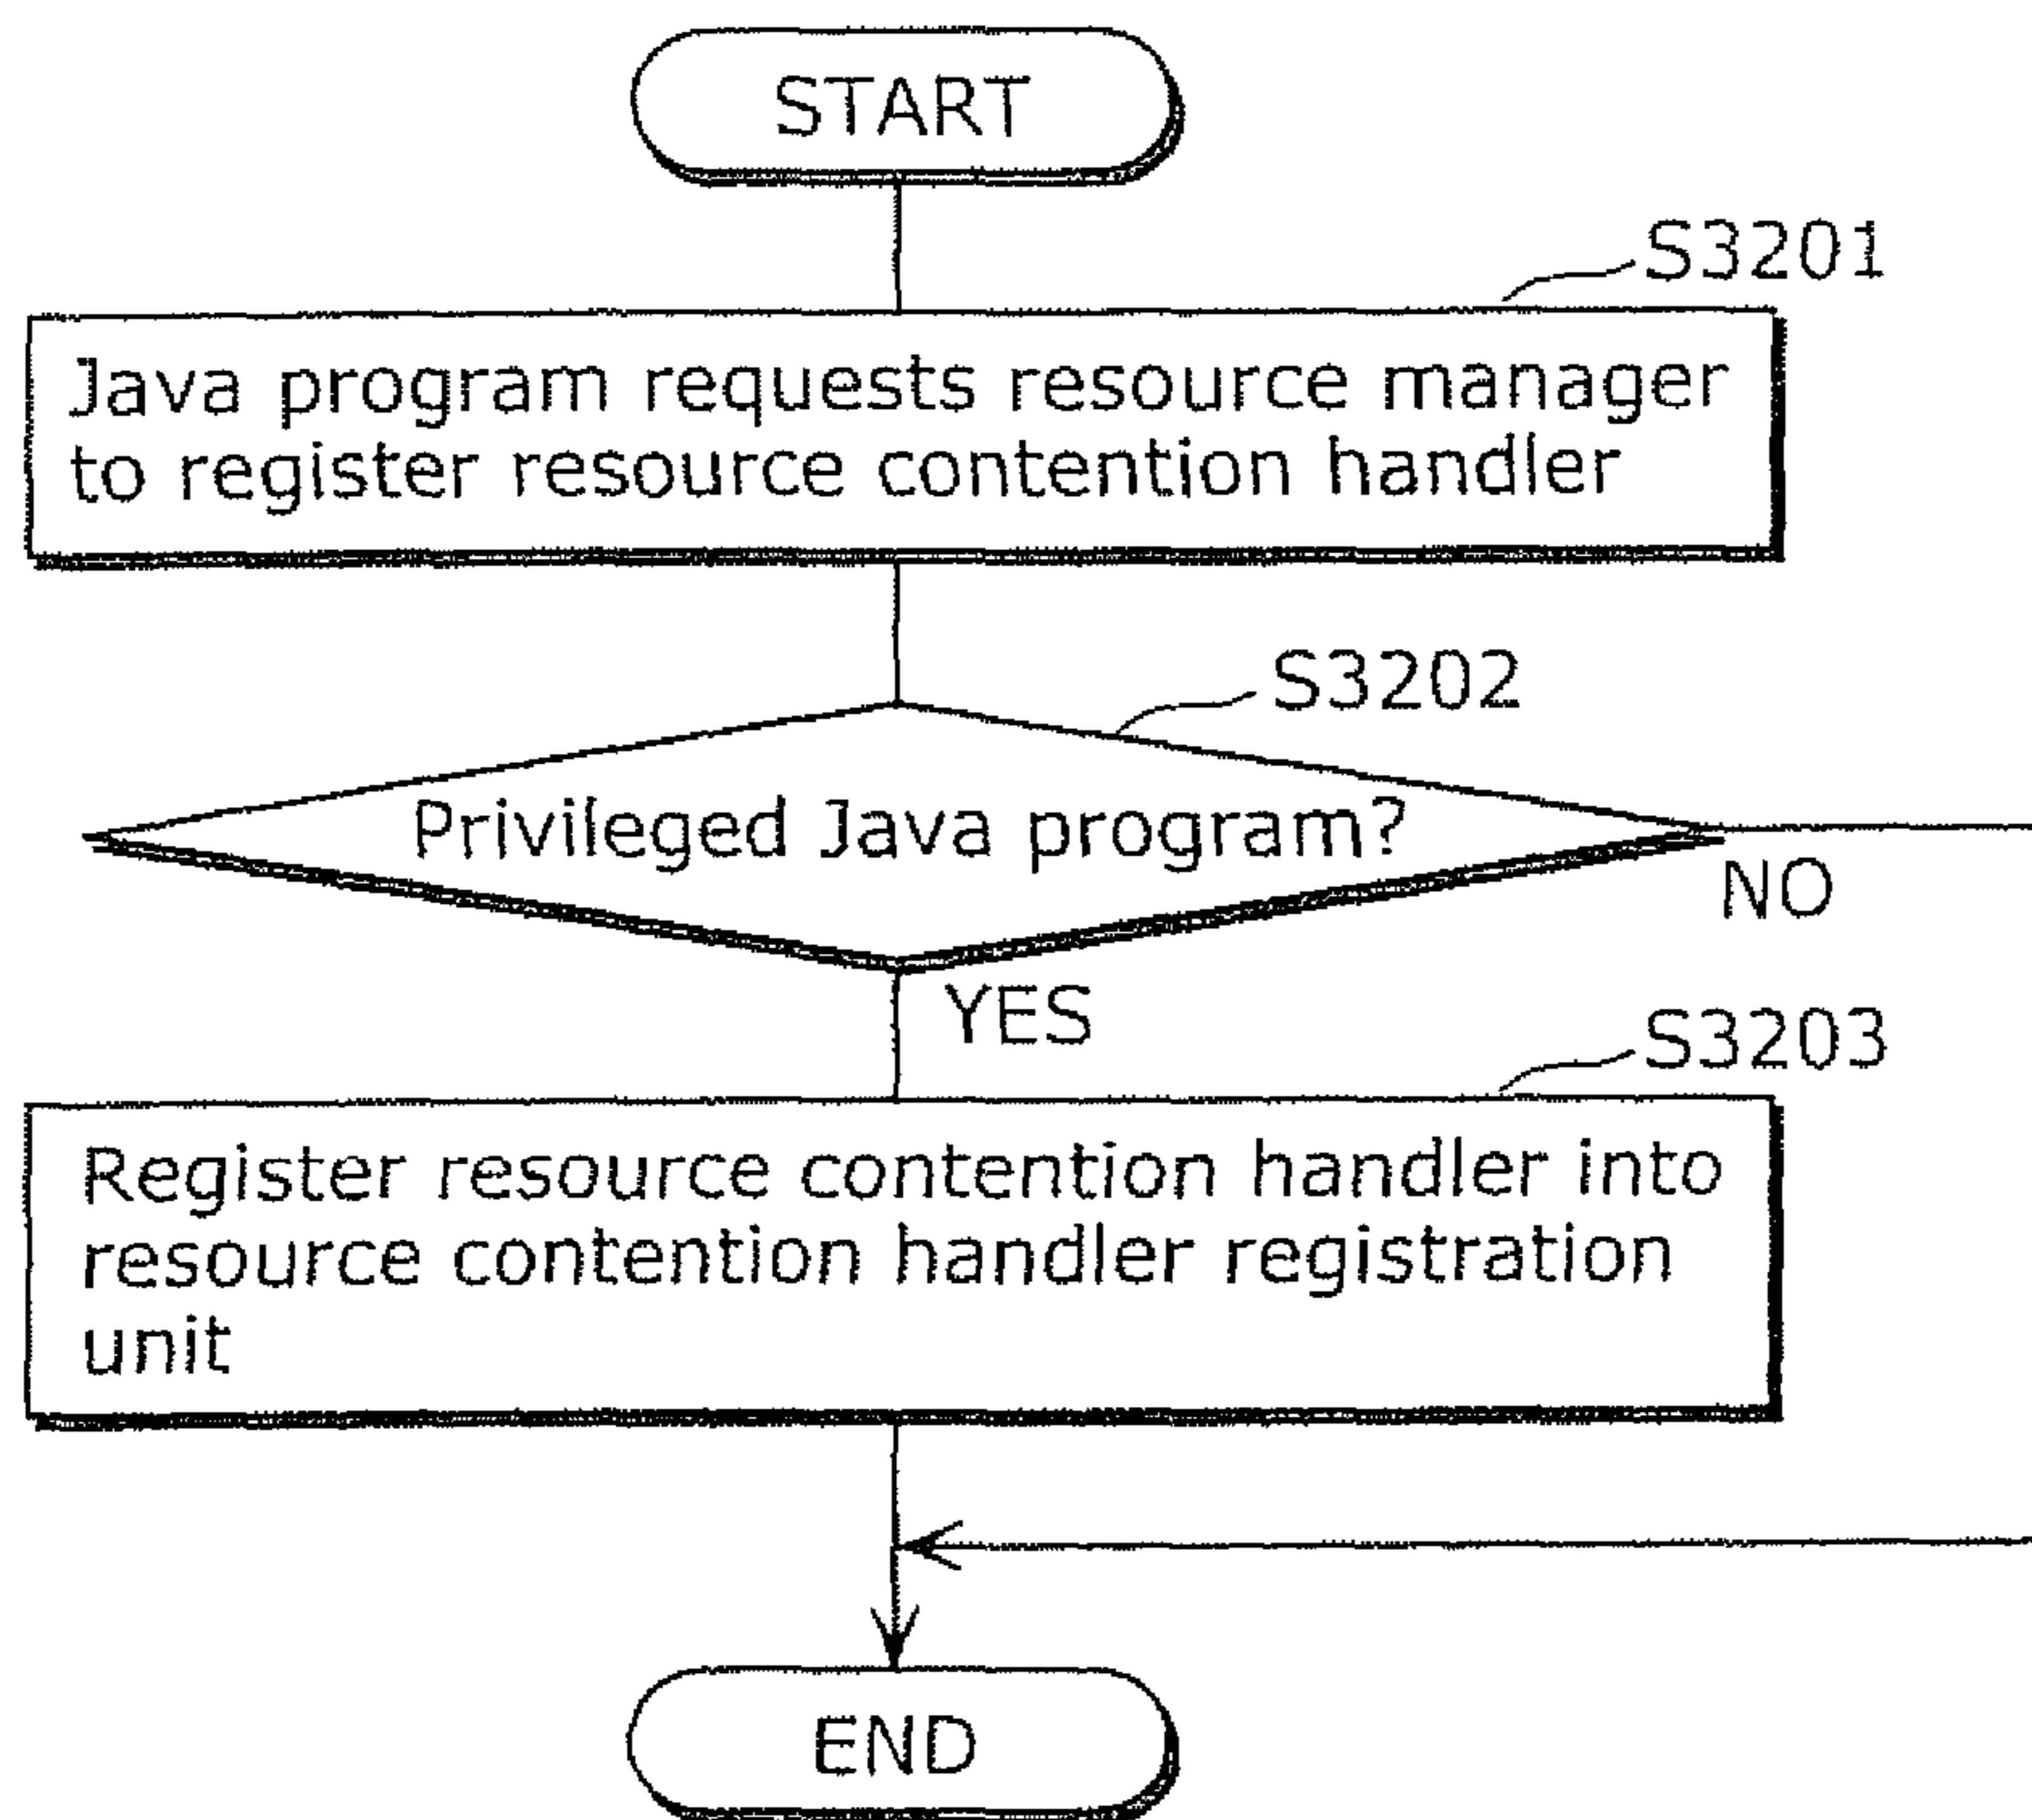 START
S3201
Java program requests resource manager
to register resource contention handler
S3202
Privileged Java program?
NO
YES
S3203
Register resource contention handler into
resource contention handler registration
unit
END